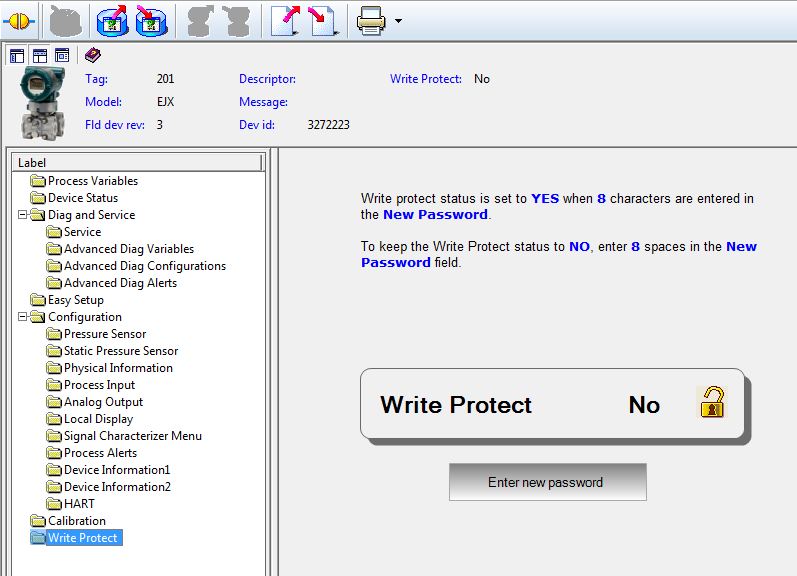 Tag: 201 Descriptor: Write Protect: No
Model: EJX Message:
Fld dev rev: 3 Dev id: 3272223
Label
Process Variables
Device Status
Diag and Service
Service
Advanced Diag Variables
Advanced Diag Configurations
Advanced Diag Alerts
Easy Setup
Configuration
Pressure Sensor
Static Pressure Sensor
Physical Information
Process Input
Analog Output
Local Display
Signal Characterizer Menu
Process Alerts
Device Information1
Device Information2
HART
Calibration
Write Protect
Write protect status is set to YES when 8 characters are entered in
the New Password.
To keep the Write Protect status to NO, enter 8 spaces in the New
Password field.
Write Protect No
Enter new password